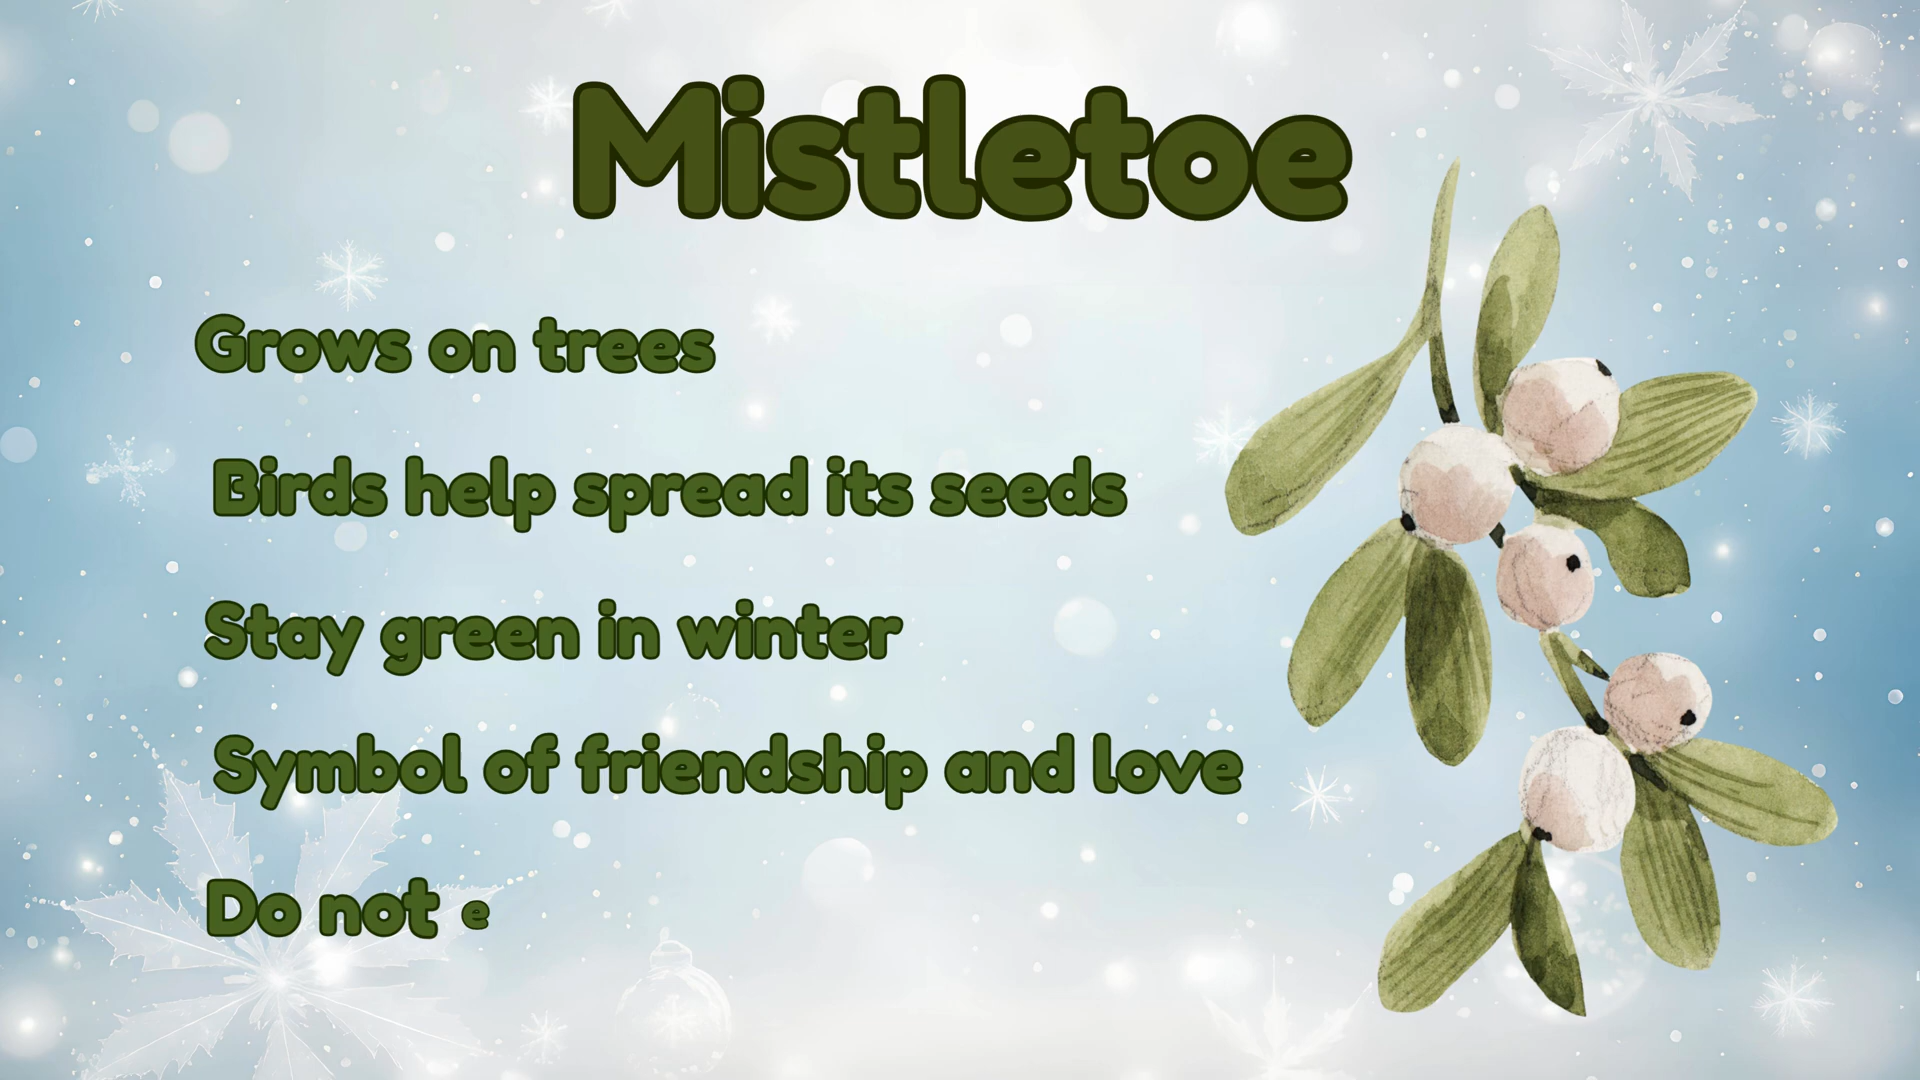 Mistletoe
Grows on trees
Birds help spread its seeds
Stay green in winter
Symbol of friendship and love
Do not e